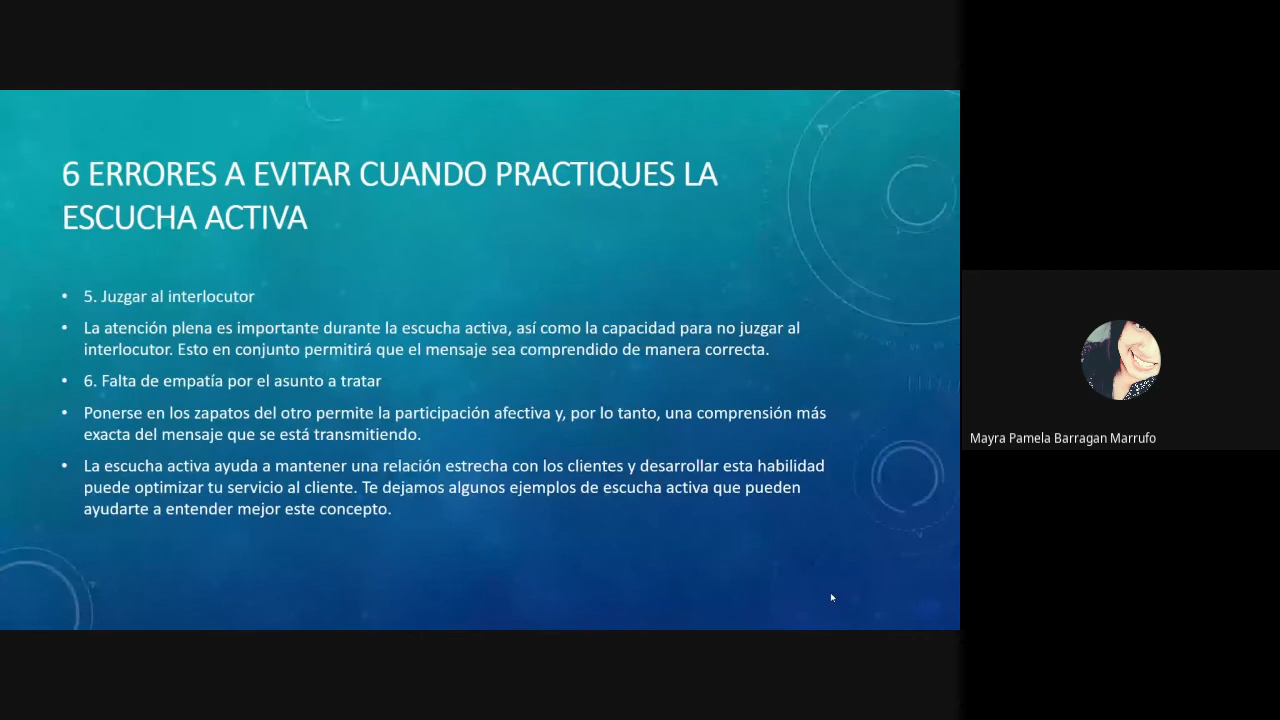 6 ERRORES A EVITAR CUANDO PRACTIQUES LA
ESCUCHA ACTIVA
• 5. Juzgar al interlocutor
• La atención plena es importante durante la escucha activa, así como la capacidad para no juzgar al
interlocutor. Esto en conjunto permitirá que el mensaje sea comprendido de manera correcta.
• 6. Falta de empatía por el asunto a tratar
• Ponerse en los zapatos del otro permite la participación afectiva y, por lo tanto, una comprensión más
exacta del mensaje que se está transmitiendo.
• La escucha activa ayuda a mantener una relación estrecha con los clientes y desarrollar esta habilidad
puede optimizar tu servicio al cliente. Te dejamos algunos ejemplos de escucha activa que pueden
ayudarte a entender mejor este concepto.
Mayra Pamela Barragan Marrufo